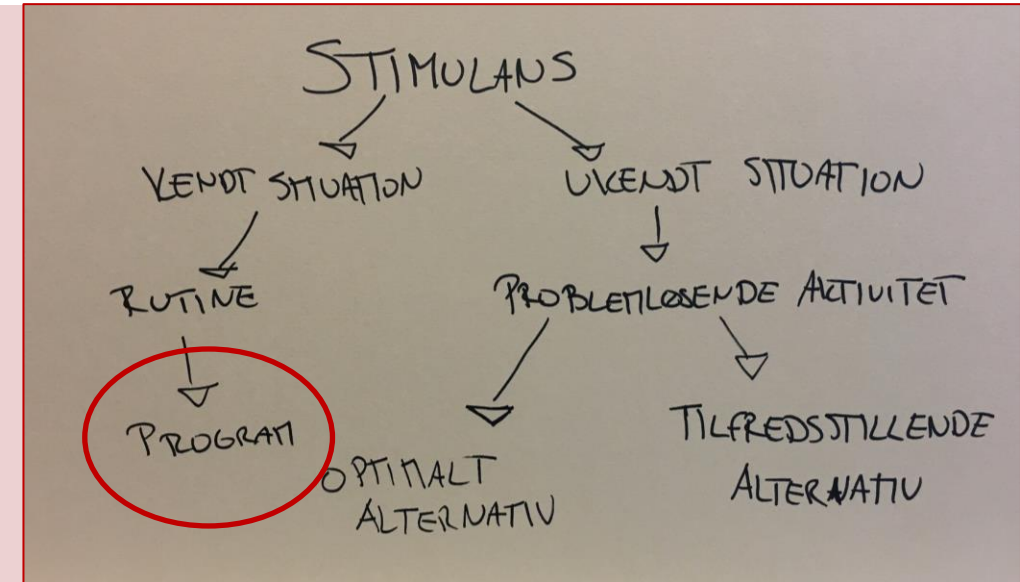 STIMULANS
KENDT SITUATION
UKENDT SITUATION
RUTINE
PROBLEMLØSENDE AKTIVITET
PROGRAM
OPTIMALT
ALTERNATIV
TILFREDSSTILLENDE
ALTERNATIV